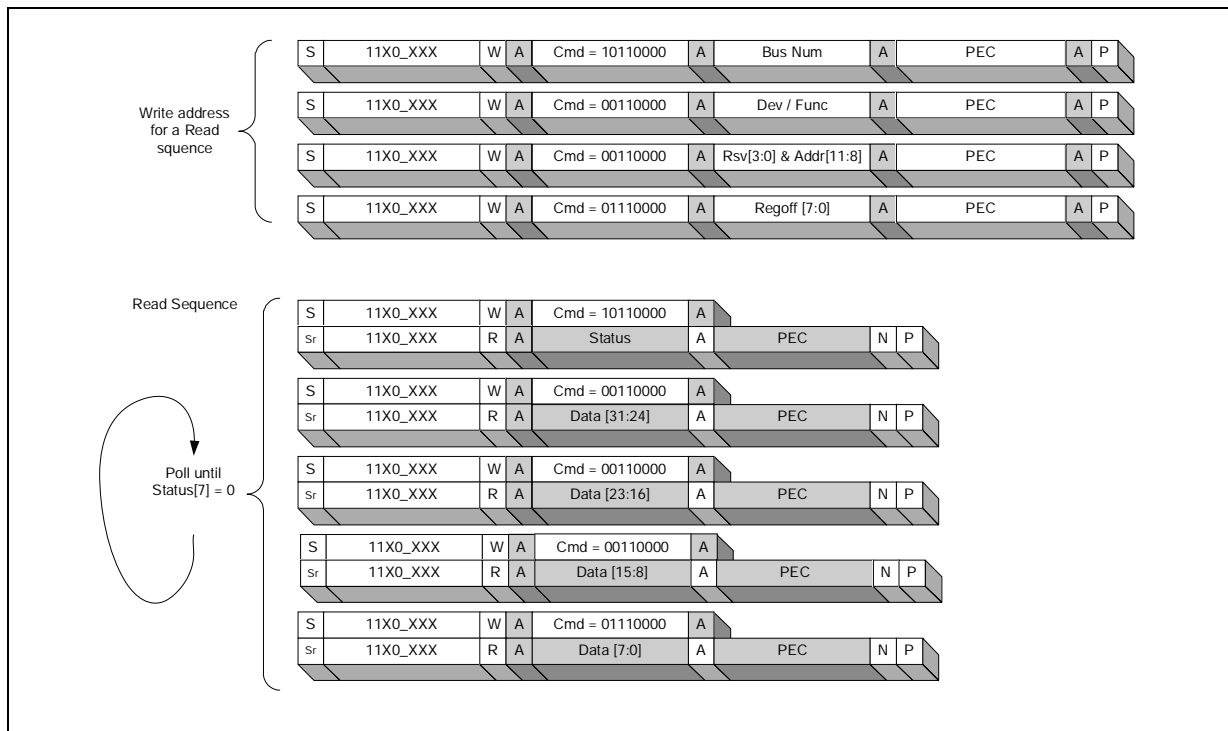 S 11X0_XXX W A Cmd = 10110000 A Bus Num A PEC A P
Write address
for a Read
squence
S 11X0_XXX W A Cmd = 00110000 A Dev / Func A PEC A P
S 11X0_XXX W A Cmd = 00110000 A Rsv[3:0] & Addr[11:8] A PEC A P
S 11X0_XXX W A Cmd = 01110000 A Regoff [7:0] A PEC A P
Read Sequence
S 11X0_XXX W A Cmd = 10110000 A
Sr 11X0_XXX R A Status A PEC N P
S 11X0_XXX W A Cmd = 00110000 A
Sr 11X0_XXX R A Data [31:24] A PEC N P
Poll until
Status[7] = 0
S 11X0_XXX W A Cmd = 00110000 A
Sr 11X0_XXX R A Data [23:16] A PEC N P
S 11X0_XXX W A Cmd = 00110000 A
Sr 11X0_XXX R A Data [15:8] A PEC N P
S 11X0_XXX W A Cmd = 01110000 A
Sr 11X0_XXX R A Data [7:0] A PEC N P